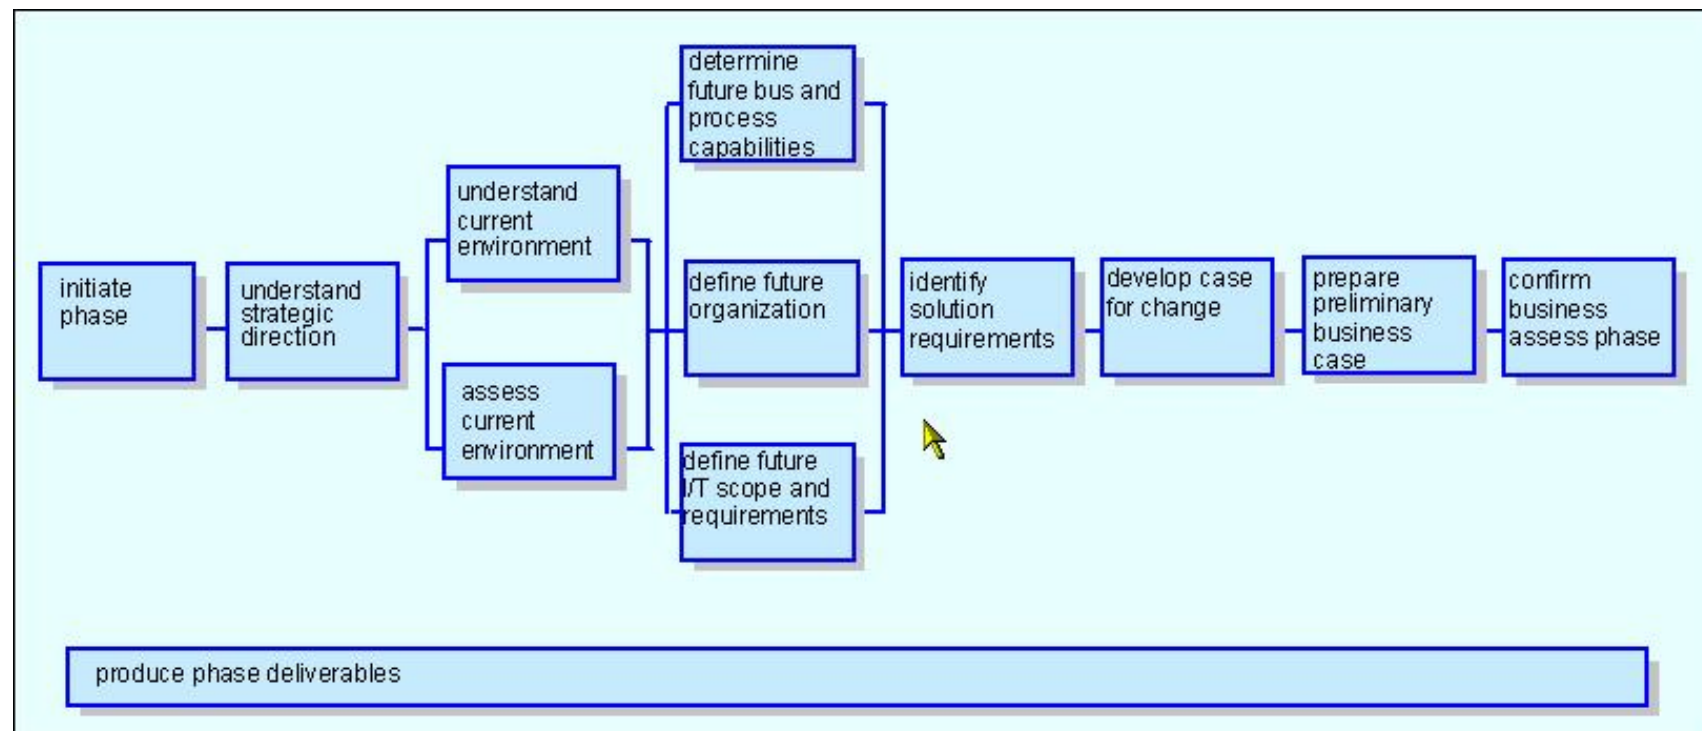 initiate
phase
understand
strategic
direction
understand
current
environment
assess
current
environment
determine
future bus and
process
capabilities
define future
organization
define future
I/T scope and
requirements
identify
solution
requirements
develop case
for change
prepare
preliminary
business
case
confirm
business
assess phase
produce phase deliverables